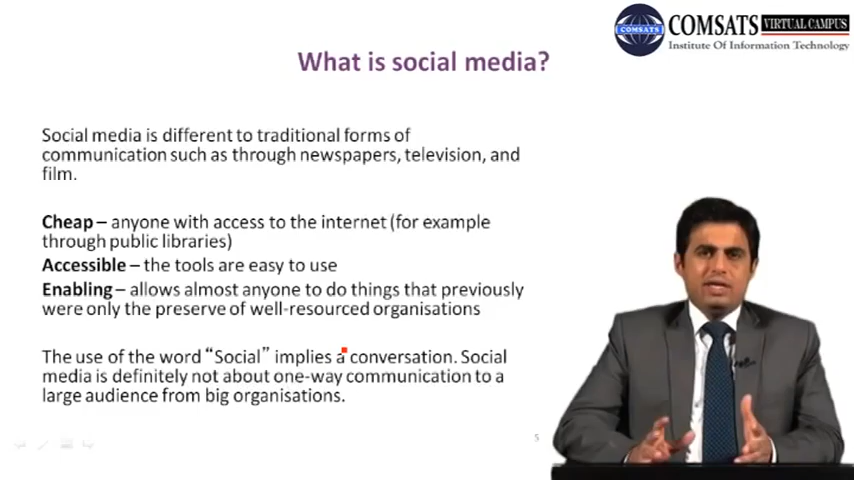 COMSATS VIRTUAL CAMPUS
COMSATS
Institute Of Information Technology
What is social media?
Social media is different to traditional forms of
communication such as through newspapers, television, and
film.
Cheap – anyone with access to the internet (for example
through public libraries)
Accessible – the tools are easy to use
Enabling – allows almost anyone to do things that previously
were only the preserve of well-resourced organisations
The use of the word “Social” implies a conversation. Social
media is definitely not about one-way communication to a
large audience from big organisations.
5